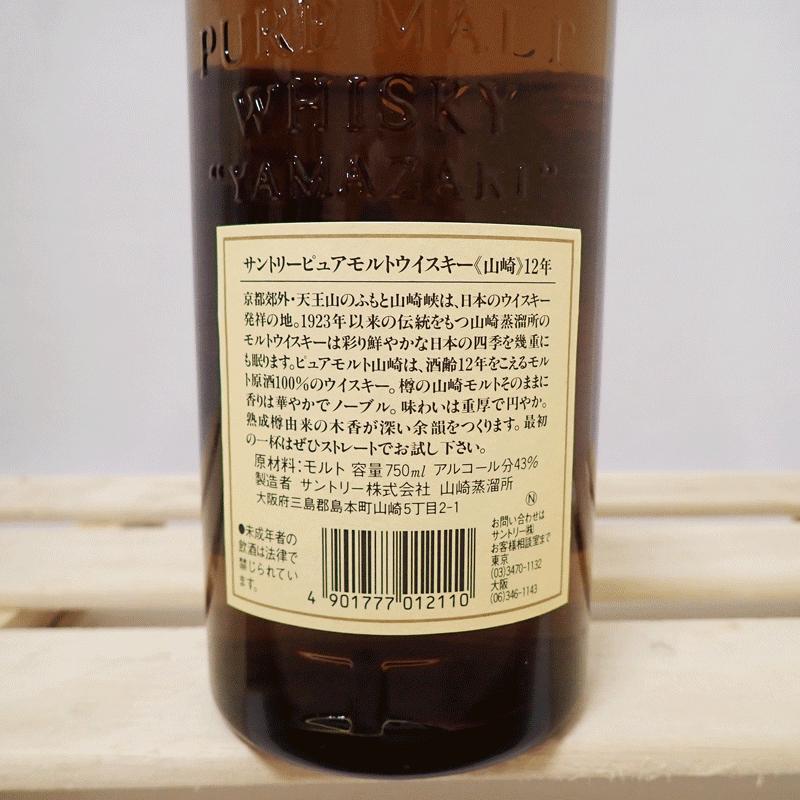 PURE MALT
WHISKY
"YAMAZAKI"
サントリーピュアモルトウイスキー《山崎》12年
京都郊外・天王山のふもと山崎峡は、日本のウイスキー
発祥の地。1923年以来の伝統をもつ山崎蒸溜所の
モルトウイスキーは彩り鮮やかな日本の四季を幾重に
も眠ります。ピュアモルト山崎は、酒齢12年をこえるモル
ト原酒100%のウイスキー。樽の山崎モルトそのままに
香りは華やかでノーブル。味わいは重厚で円やか。
熟成樽由来の木香が深い余韻をつくります。最初
の一杯はぜひストレートでお試し下さい。
原材料：モルト 容量750ml アルコール分43%
製造者 サントリー株式会社 山崎蒸溜所
大阪府三島郡島本町山崎5丁目2-1
Ⓝ
●未成年者の
飲酒は法律で
禁じられてい
ます。
4 901777 012110
お問い合わせは
サントリー㈱
お客様相談室まで
東京
(03)3470-1132
大阪
(06)346-1143